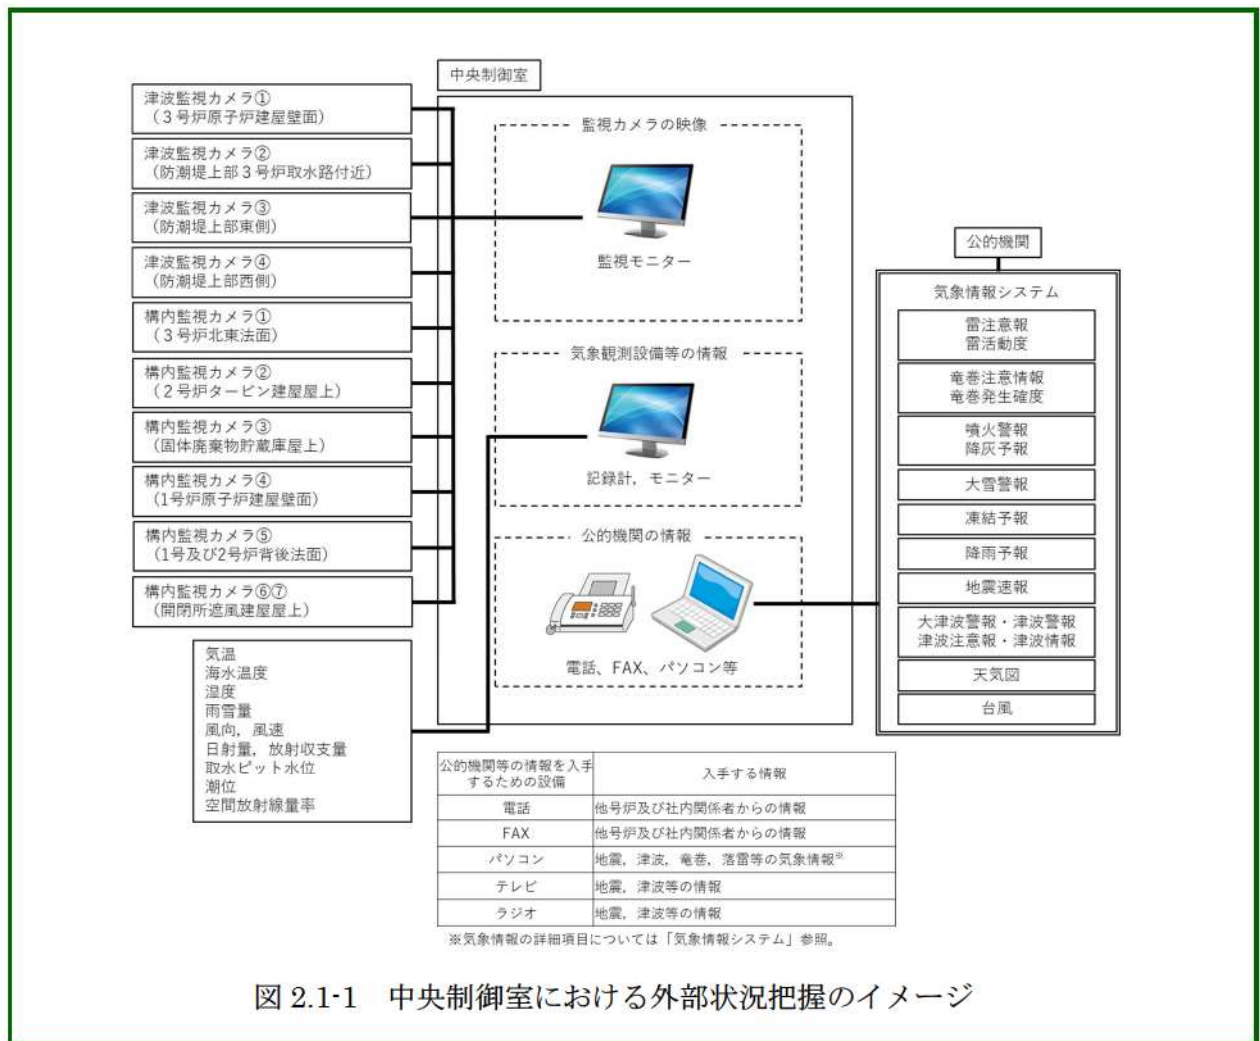 中央制御室
津波監視カメラ①
(3号炉原子炉建屋壁面)
津波監視カメラ②
(防潮堤上部3号炉取水路付近)
津波監視カメラ③
(防潮堤上部東側)
津波監視カメラ④
(防潮堤上部西側)
構内監視カメラ①
(3号炉北東法面)
構内監視カメラ②
(2号炉タービン建屋屋上)
構内監視カメラ③
(固体廃棄物貯蔵庫屋上)
構内監視カメラ④
(1号炉原子炉建屋壁面)
構内監視カメラ⑤
(1号及び2号炉背後法面)
構内監視カメラ⑥⑦
(開閉所遮風建屋屋上)
気温
海水温度
湿度
雨雪量
風向，風速
日射量，放射収支量
取水ピット水位
潮位
空間放射線量率
監視カメラの映像
監視モニター
気象観測設備等の情報
記録計，モニター
公的機関の情報
電話、FAX、パソコン等
公的機関
気象情報システム
雷注意報
雷活動度
竜巻注意情報
竜巻発生確度
噴火警報
降灰予報
大雪警報
凍結予報
降雨予報
地震速報
大津波警報・津波警報
津波注意報・津波情報
天気図
台風
公的機関等の情報を入手
するための設備
入手する情報
電話
他号炉及び社内関係者からの情報
FAX
他号炉及び社内関係者からの情報
パソコン
地震，津波，竜巻，落雷等の気象情報※
テレビ
地震，津波等の情報
ラジオ
地震，津波等の情報
※気象情報の詳細項目については「気象情報システム」参照。
図 2.1-1 中央制御室における外部状況把握のイメージ